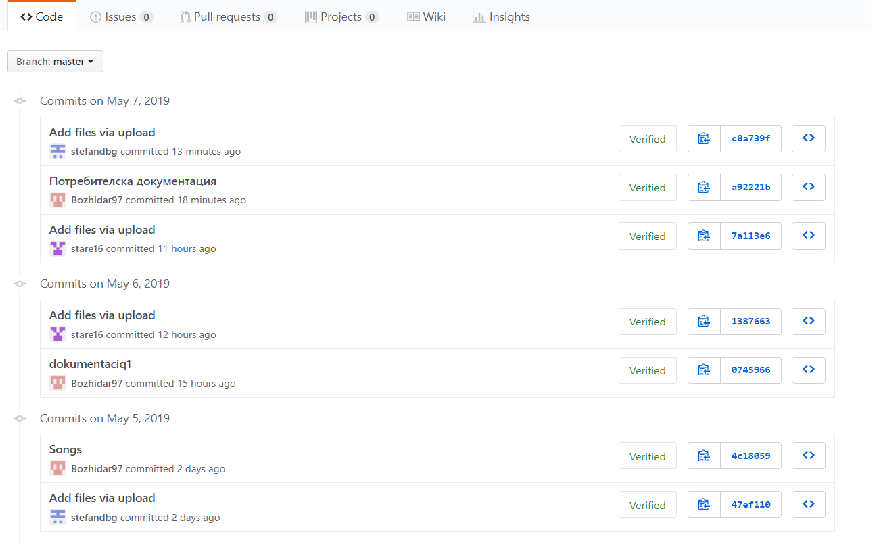 Code Issues 0 Pull requests 0 Projects 0 Wiki Insights
Branch: master
Commits on May 7, 2019
Add files via upload
stefandbg committed 13 minutes ago
Verified c8a739f
Потребителска документация
Bozhidar97 committed 18 minutes ago
Verified a92221b
Add files via upload
stare16 committed 11 hours ago
Verified 7a113e6
Commits on May 6, 2019
Add files via upload
stare16 committed 12 hours ago
Verified 1387663
dokumentaciq1
Bozhidar97 committed 15 hours ago
Verified 0745966
Commits on May 5, 2019
Songs
Bozhidar97 committed 2 days ago
Verified 4c18059
Add files via upload
stefandbg committed 2 days ago
Verified 47ef110